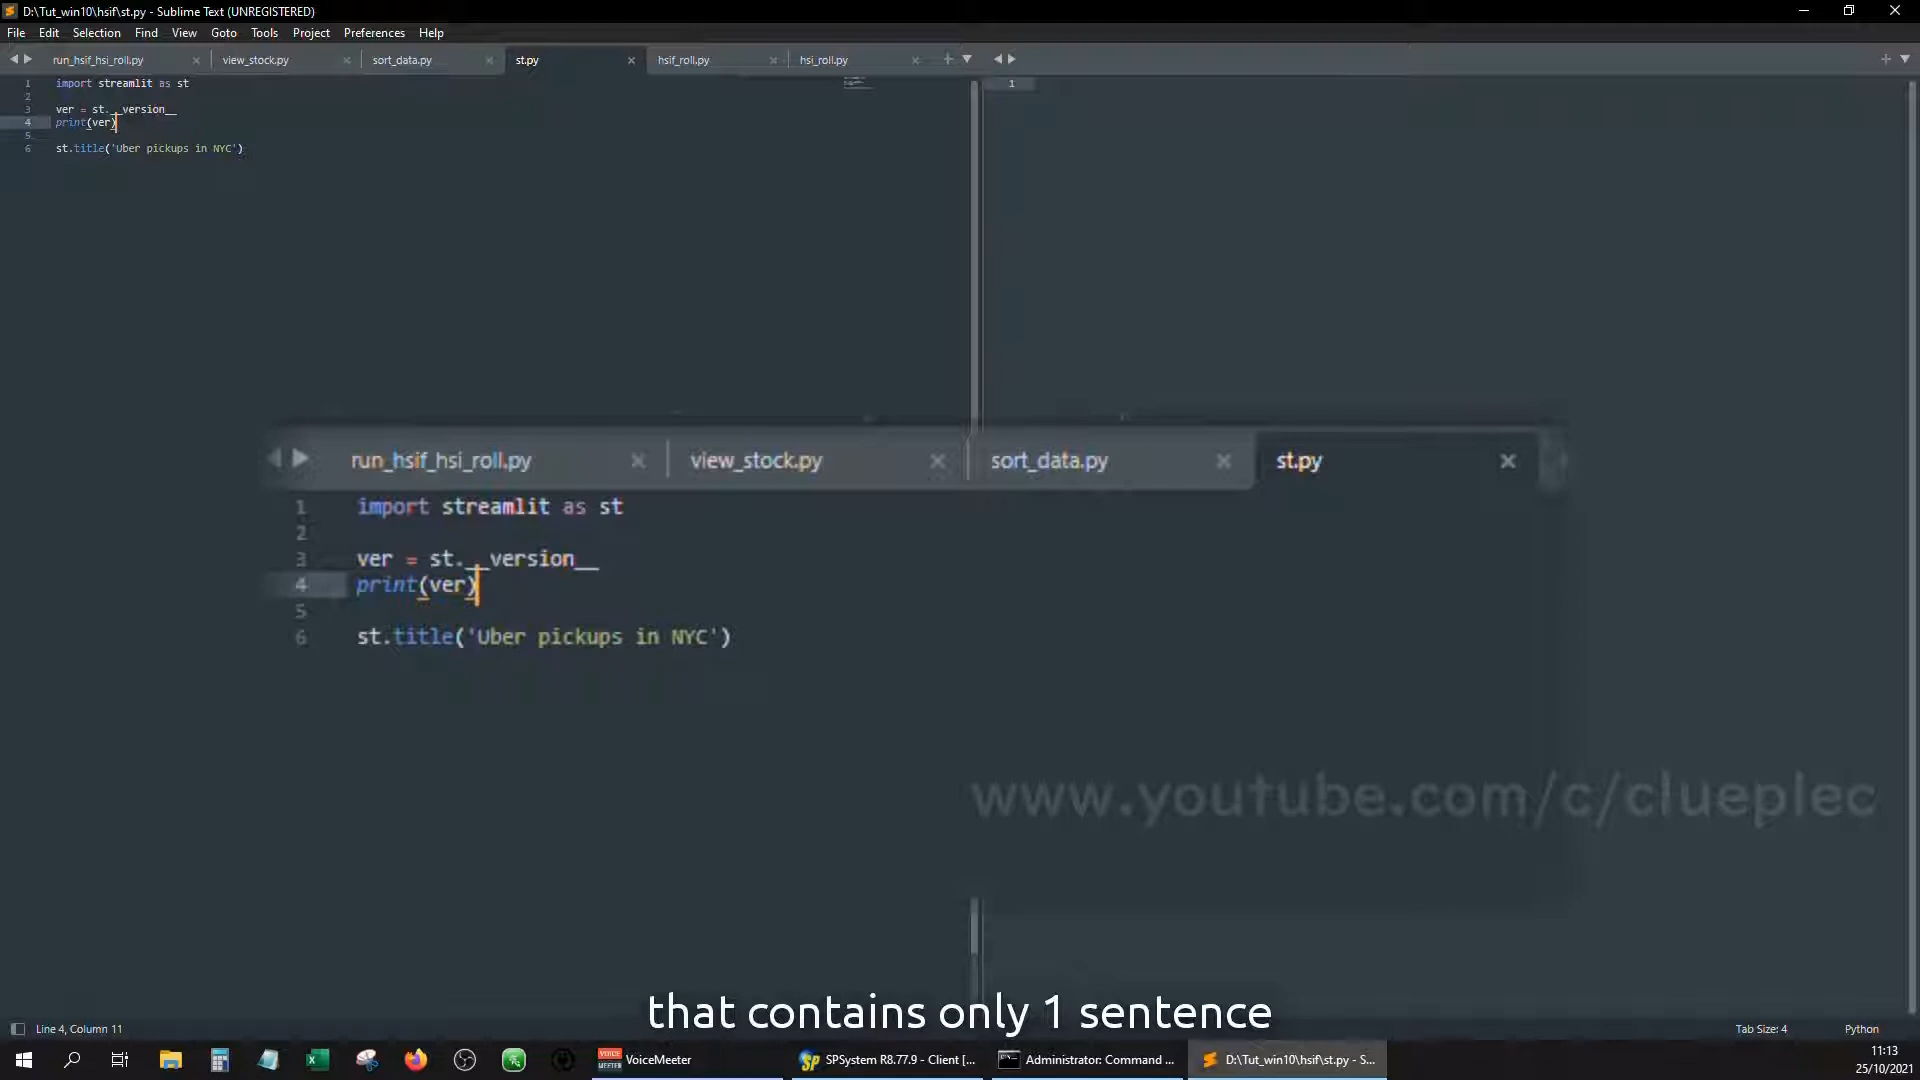 D:\Tut_win10\hsif\st.py - Sublime Text (UNREGISTERED)
File Edit Selection Find View Goto Tools Project Preferences Help
run_hsif_hsi_roll.py view_stock.py sort_data.py st.py hsif_roll.py hsi_roll.py
1 import streamlit as st
2
3 ver = st.__version__
4 print(ver)
5
6 st.title('Uber pickups in NYC')
1
run_hsif_hsi_roll.py view_stock.py sort_data.py st.py
1 import streamlit as st
2
3 ver = st.__version__
4 print(ver)
5
6 st.title('Uber pickups in NYC')
www.youtube.com/c/clueplec
that contains only 1 sentence
Line 4, Column 11 Tab Size: 4 Python
VOICE MEETER VoiceMeeter SP SPSystem R8.77.9 - Client [... Administrator: Command ... D:\Tut_win10\hsif\st.py - S... 11:13
25/10/2021